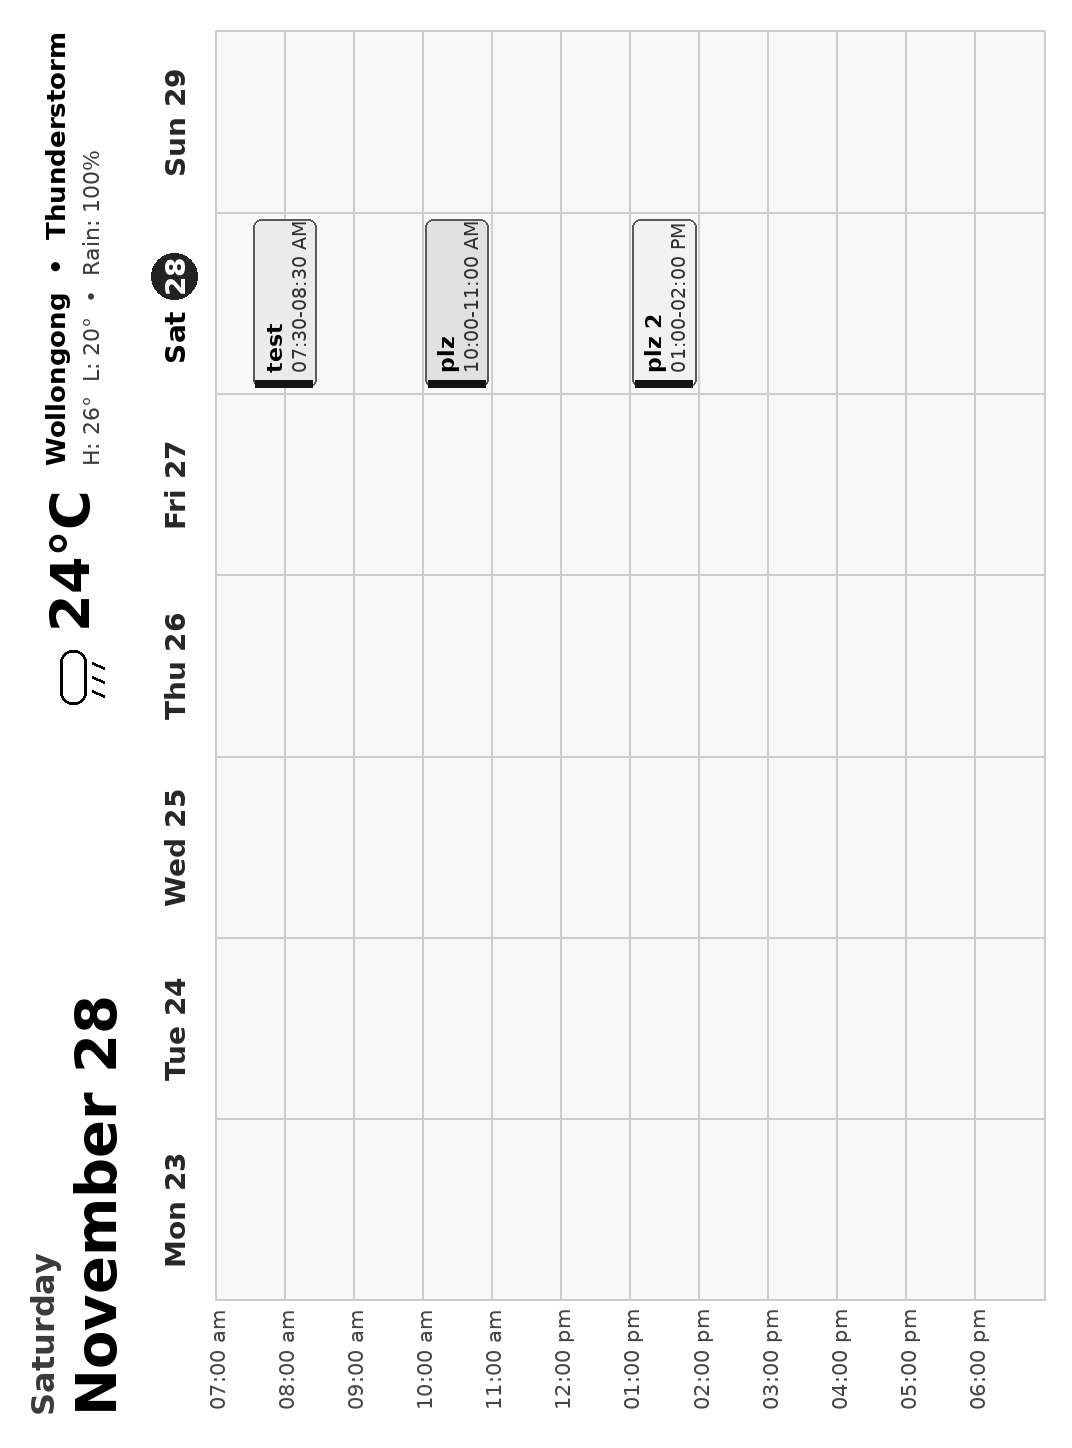 Saturday
November 28
24°C
Wollongong • Thunderstorm
H: 26° L: 20° • Rain: 100%
Mon 23
Tue 24
Wed 25
Thu 26
Fri 27
Sat 28
Sun 29
07:00 am
test
07:30-08:30 AM
08:00 am
09:00 am
10:00 am
plz
10:00-11:00 AM
11:00 am
12:00 pm
01:00 pm
plz 2
01:00-02:00 PM
02:00 pm
03:00 pm
04:00 pm
05:00 pm
06:00 pm